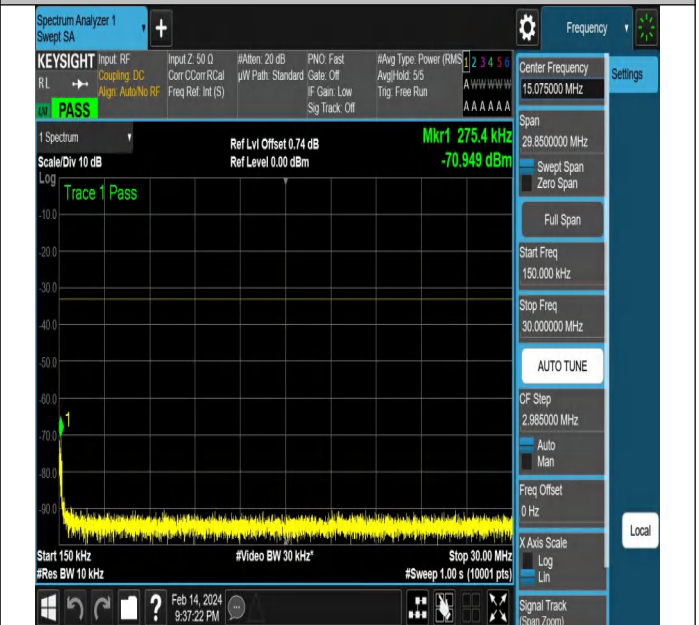 Spectrum Analyzer 1
Swept SA
+
Frequency
KEYSIGHT
RL
PASS
Input: RF
Coupling: DC
Align: Auto/No RF
Input Z: 50 Ω
Corr CCorr RCal
Freq Ref: Int (S)
#Atten: 20 dB
µW Path: Standard
PNO: Fast
Gate: Off
IF Gain: Low
Sig Track: Off
#Avg Type: Power (RMS
Avg|Hold: 5/5
Trig: Free Run
1 2 3 4 5 6
A W W W W W
A A A A A A
1 Spectrum
Scale/Div 10 dB
Ref Lvl Offset 0.74 dB
Ref Level 0.00 dBm
Mkr1 275.4 kHz
-70.949 dBm
Log
Trace 1 Pass
-10.0
-20.0
-30.0
-40.0
-50.0
-60.0
1
-70.0
-80.0
-90.0
Start 150 kHz
#Video BW 30 kHz*
Stop 30.00 MHz
#Res BW 10 kHz
#Sweep 1.00 s (10001 pts)
Feb 14, 2024
9:37:22 PM
?
Center Frequency
15.075000 MHz
Settings
Span
29.8500000 MHz
Swept Span
Zero Span
Full Span
Start Freq
150.000 kHz
Stop Freq
30.000000 MHz
AUTO TUNE
CF Step
2.985000 MHz
Auto
Man
Freq Offset
0 Hz
X Axis Scale
Log
Lin
Local
Signal Track
(Span Zoom)